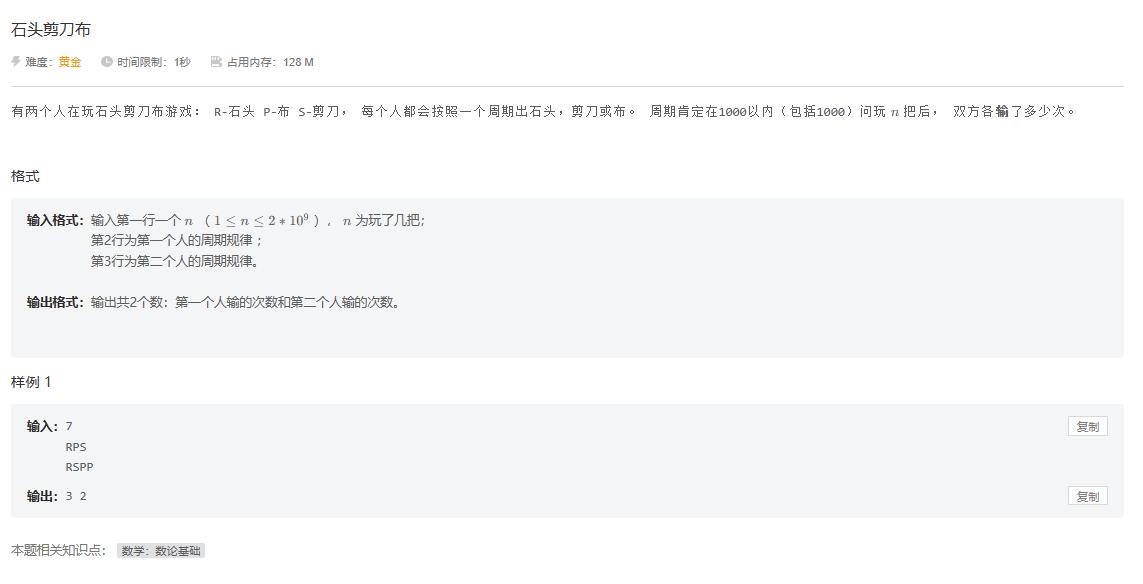 石头剪刀布
难度：黄金 时间限制：1秒 占用内存：128 M
有两个人在玩石头剪刀布游戏： R-石头 P-布 S-剪刀， 每个人都会按照一个周期出石头，剪刀或布。 周期肯定在1000以内（包括1000）问玩 n 把后， 双方各输了多少次。
格式
输入格式：输入第一行一个 n （1 ≤ n ≤ 2 * 10⁹）， n 为玩了几把；
第2行为第一个人的周期规律；
第3行为第二个人的周期规律。
输出格式：输出共2个数：第一个人输的次数和第二个人输的次数。
样例 1
输入：7 复制
RPS
RSPP
输出：3 2 复制
本题相关知识点： 数学：数论基础